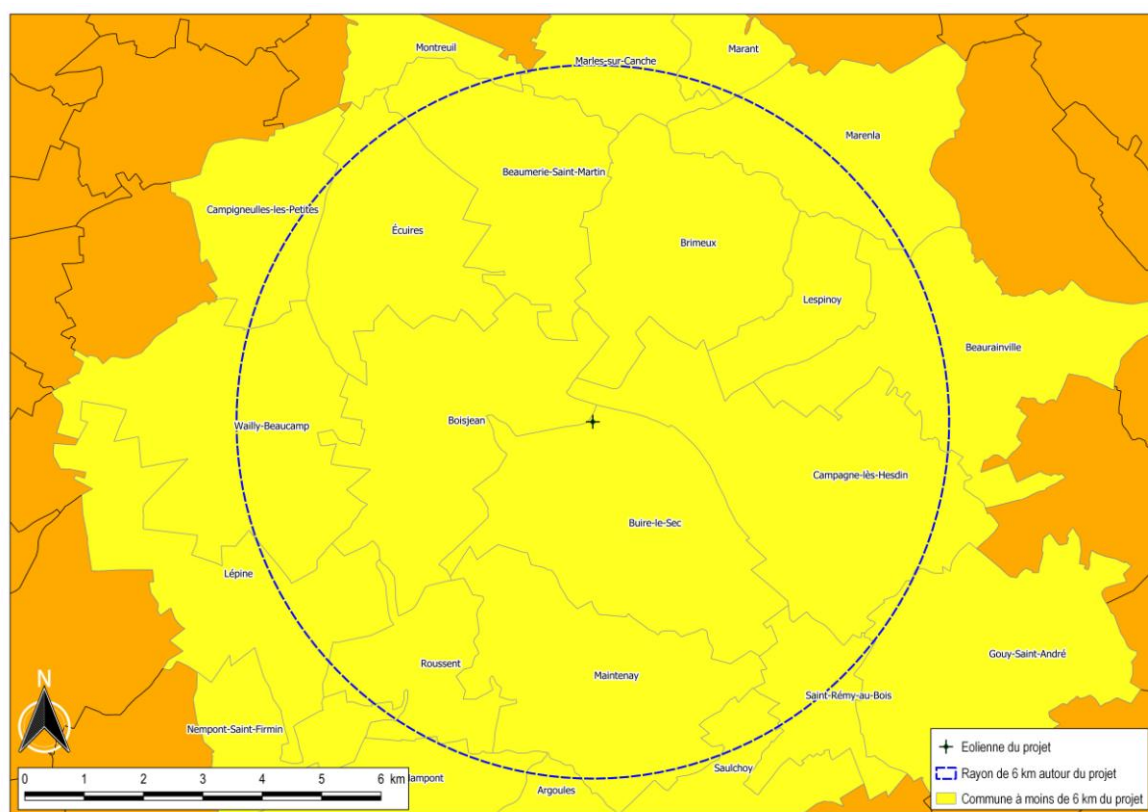 Montreuil
Marant
Marles-sur-Canche
Marenla
Beaumerie-Saint-Martin
Campigneulles-les-Petites
Écuires
Brimeux
Lespinoy
Beaurainville
Boisjean
Wailly-Beaucamp
Campagne-lès-Hesdin
Buire-le-Sec
Lépine
Gouy-Saint-André
Roussent
Maintenay
Saint-Rémy-au-Bois
N
Nempont-Saint-Firmin
Saulchoy
Argoules
0 1 2 3 4 5 6 km
Eolienne du projet
Rayon de 6 km autour du projet
Commune à moins de 6 km du projet